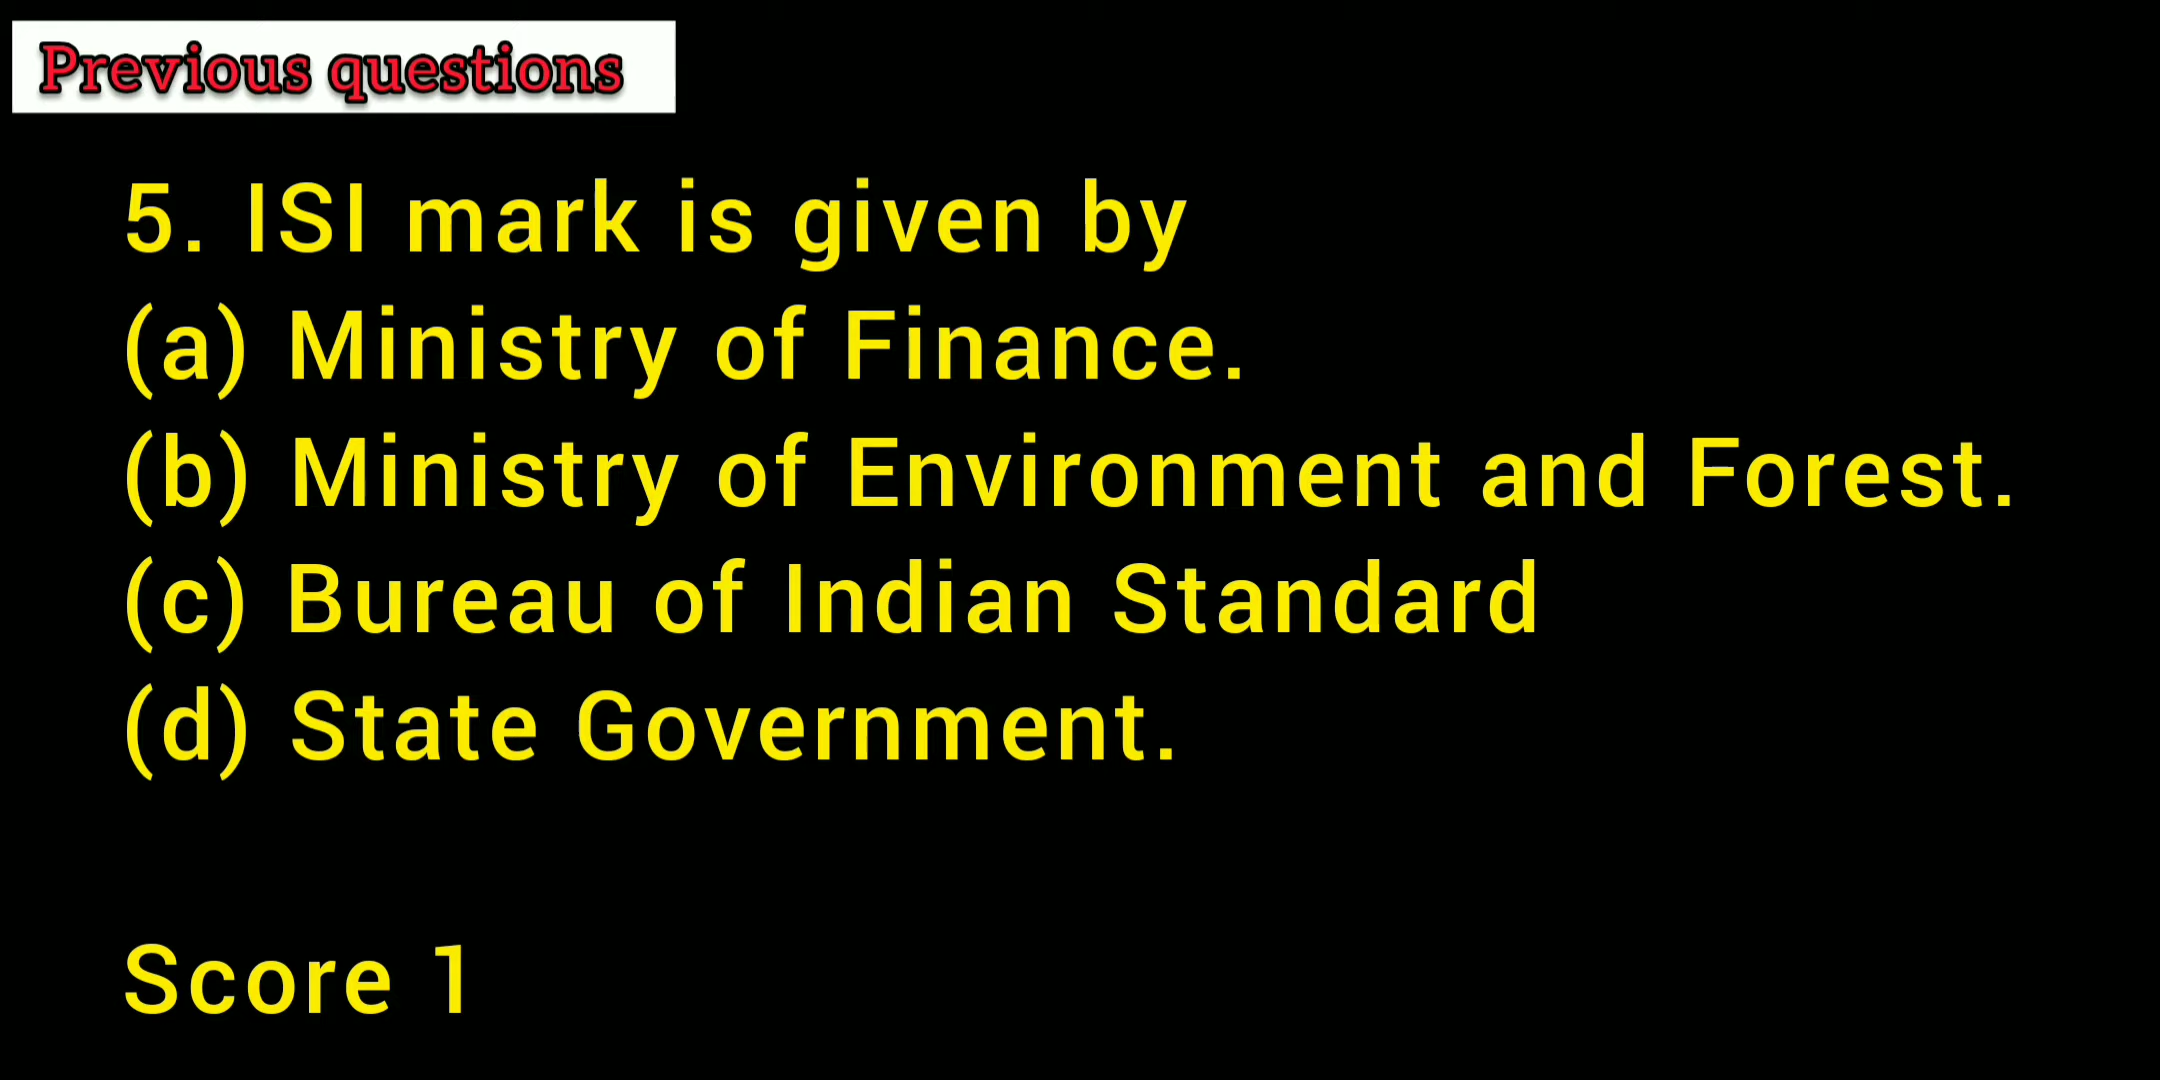 Previous questions
5. ISI mark is given by
(a) Ministry of Finance.
(b) Ministry of Environment and Forest.
(c) Bureau of Indian Standard
(d) State Government.
Score 1